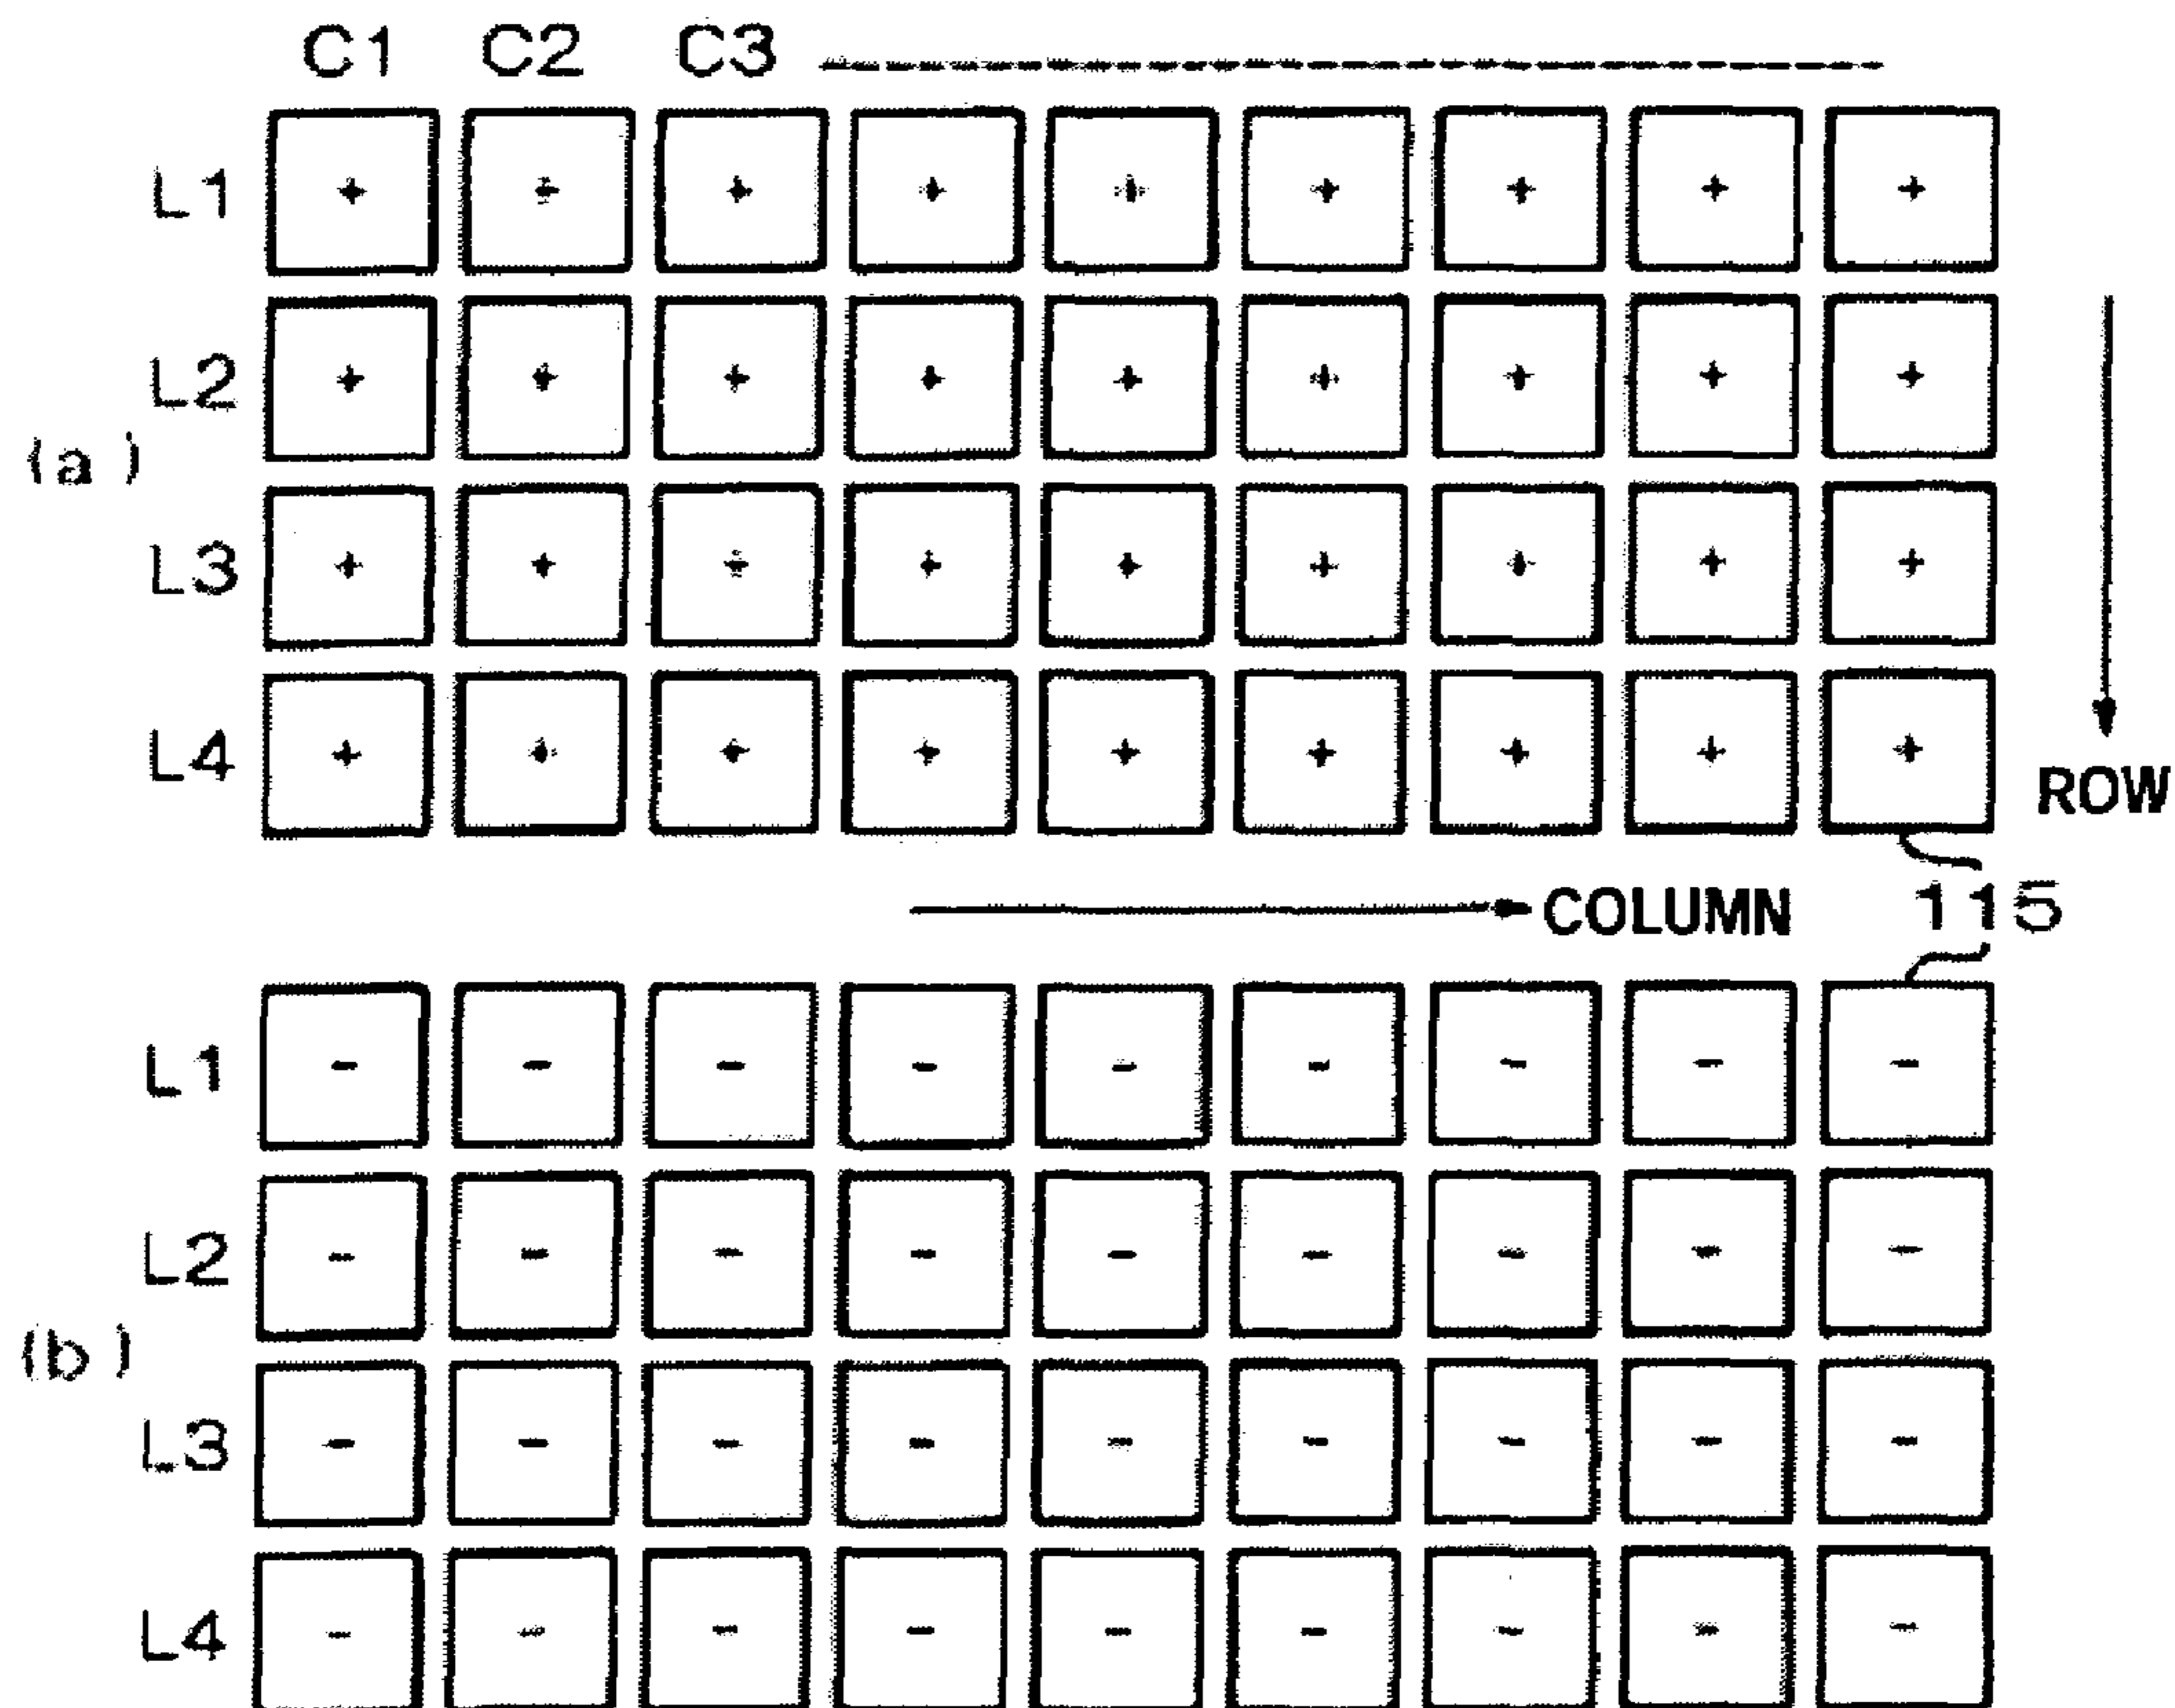 C1 C2 C3
L1 + + + + + + + + +
L2 + + + + + + + + +
(a)
L3 + + + + + + + + +
L4 + + + + + + + + +
ROW
COLUMN 115
L1 - - - - - - - - -
L2 - - - - - - - - -
(b)
L3 - - - - - - - - -
L4 - - - - - - - - -